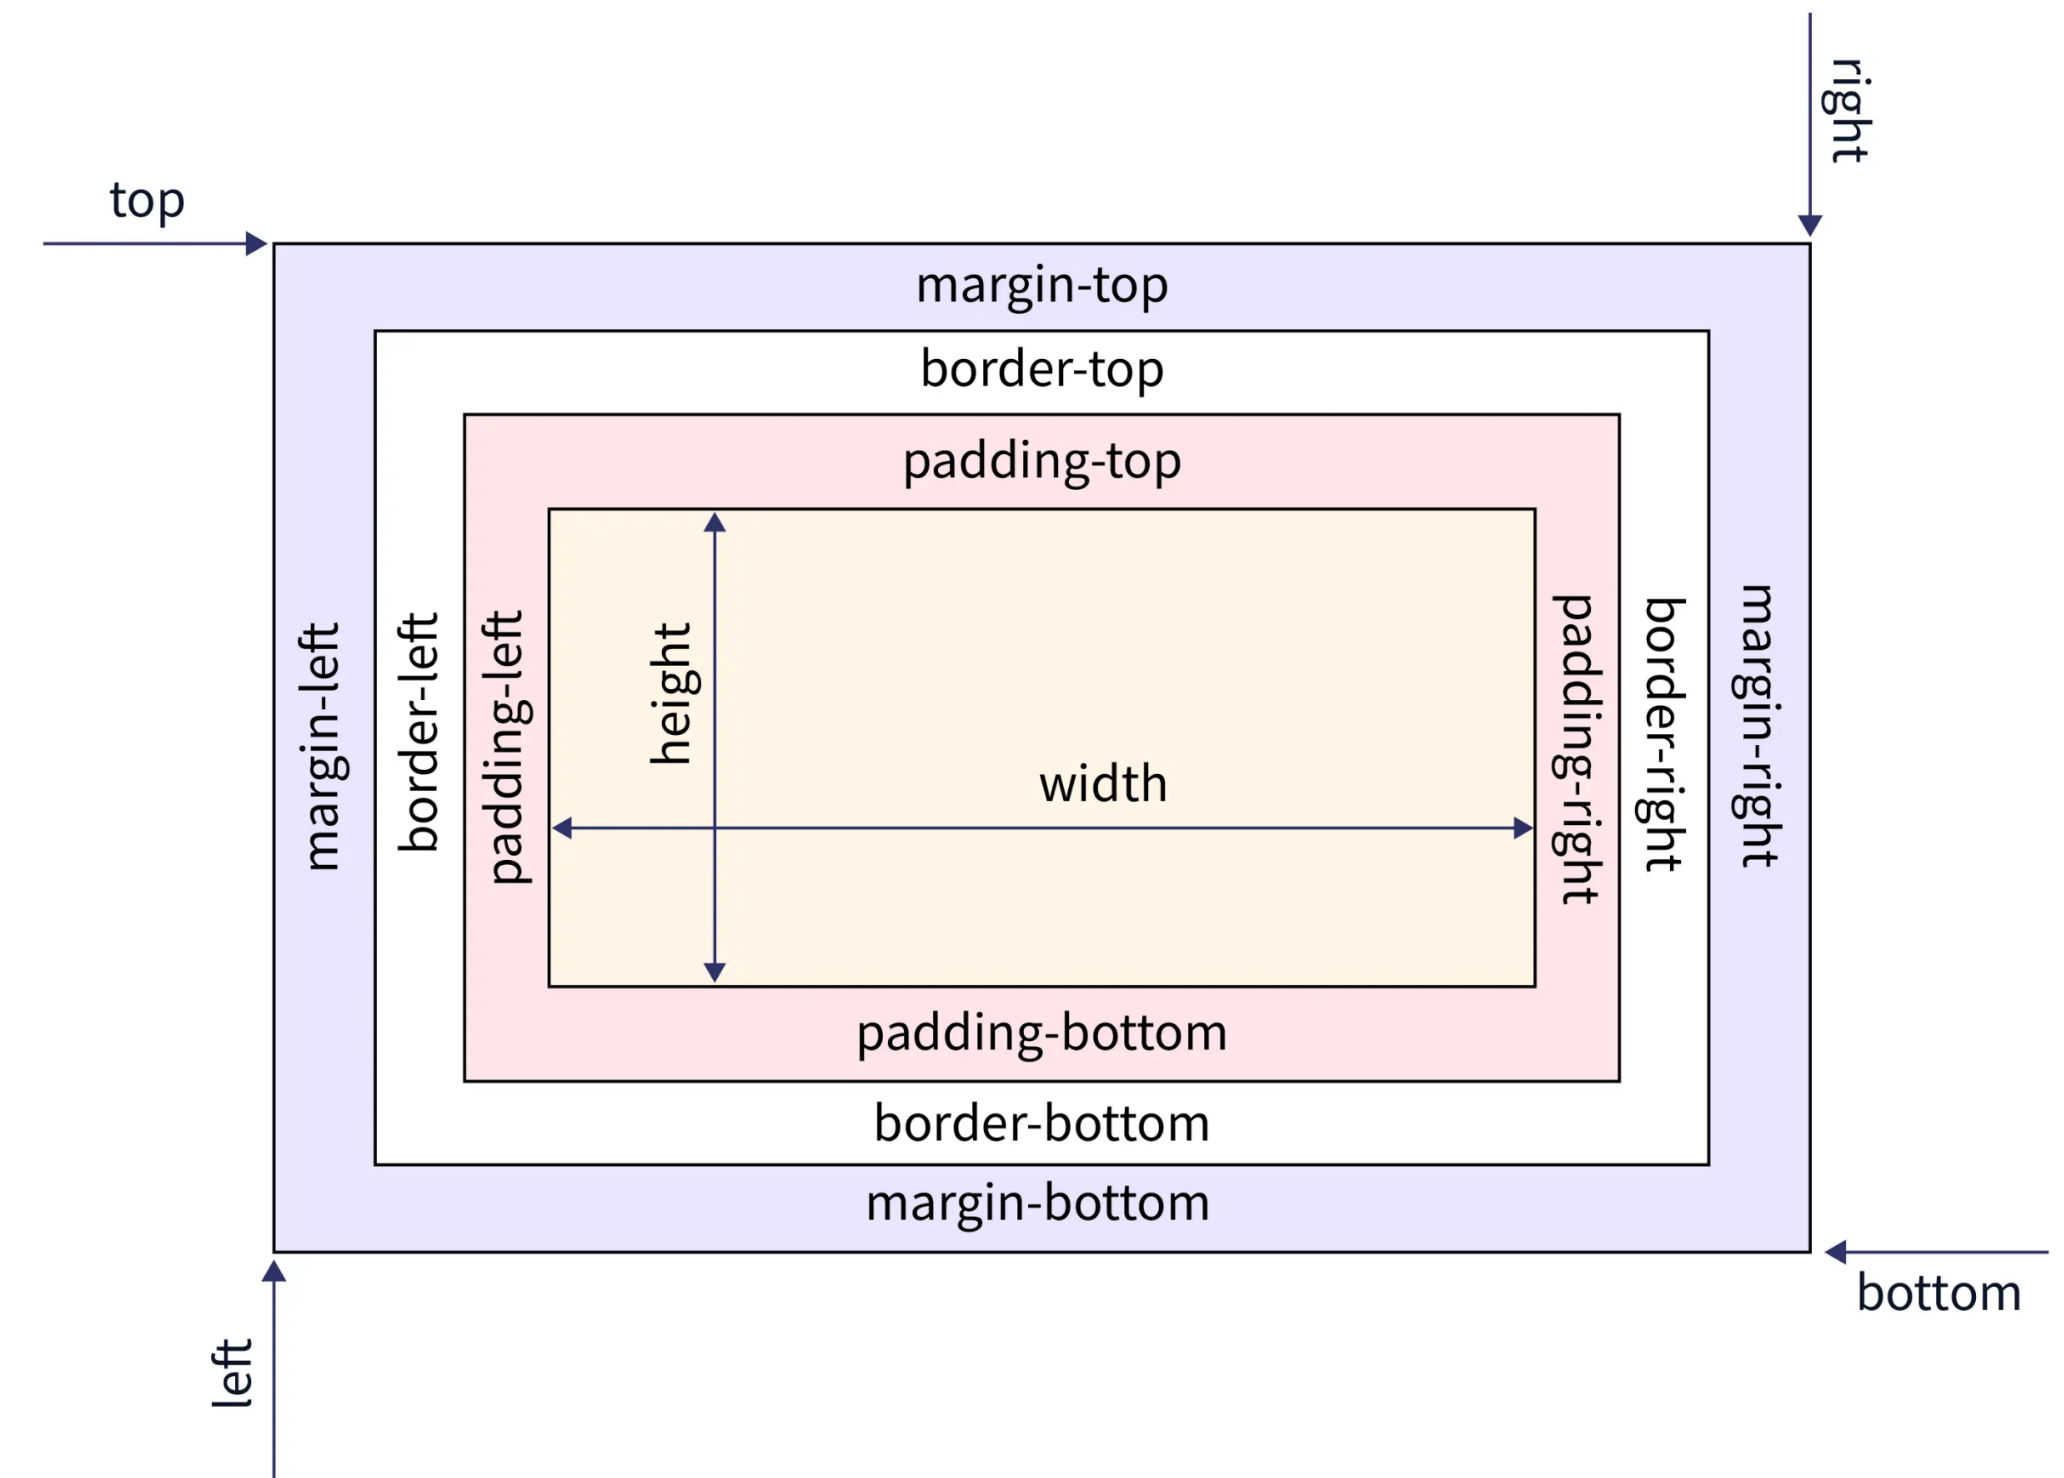 right
top
margin-top
border-top
padding-top
margin-left
border-left
padding-left
height
width
padding-right
border-right
margin-right
padding-bottom
border-bottom
margin-bottom
bottom
left